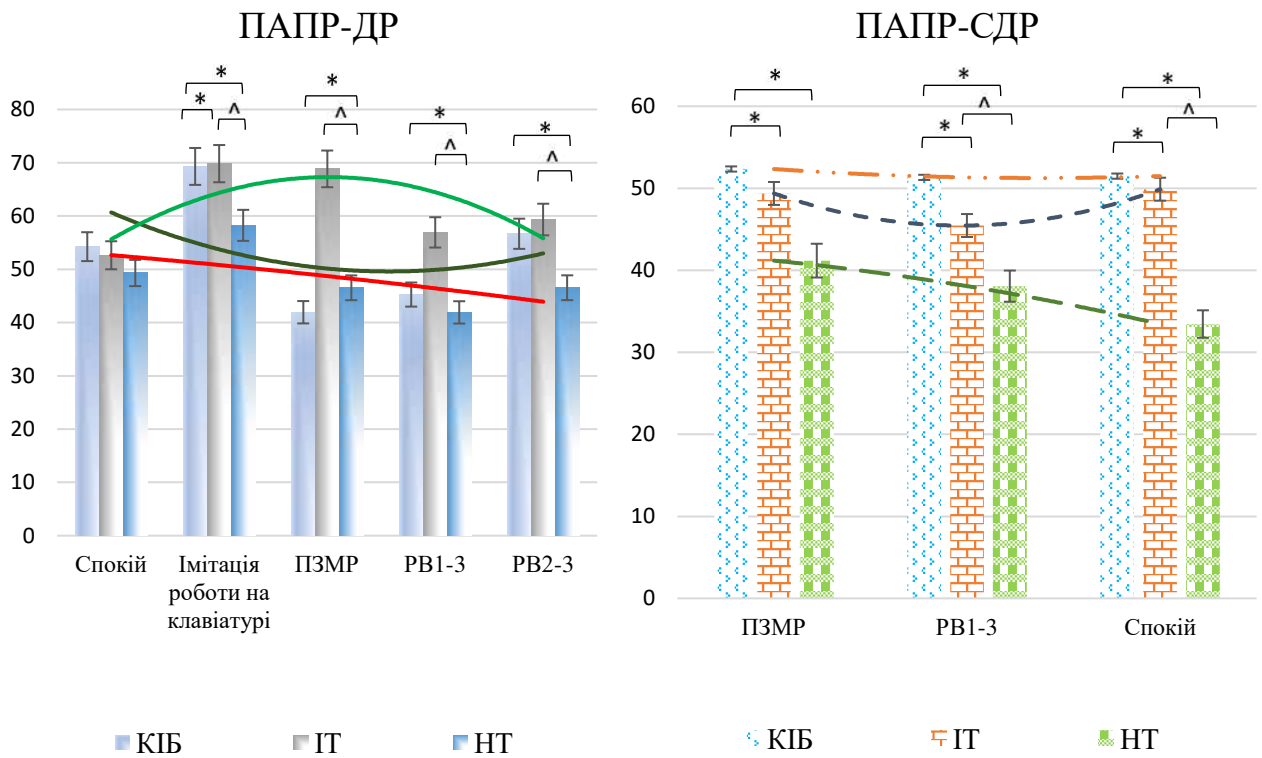 ПАПР-ДР
* * ^ * ^ * ^ * ^
80
70
60
50
40
30
20
10
0
Спокій
Імітація
роботи на
клавіатурі
ПЗМР
РВ1-3
РВ2-3
КІБ ІТ НТ
ПАПР-СДР
* * * * ^ * * ^
60
50
40
30
20
10
0
ПЗМР
РВ1-3
Спокій
КІБ ІТ НТ